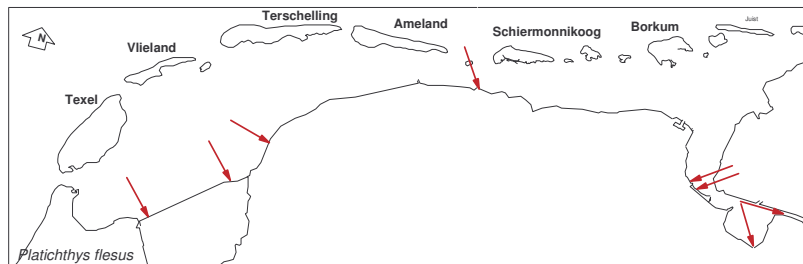 Terschelling
Ameland
Juist
Schiermonnikoog
Borkum
N
Vlieland
Texel
Platichthys flesus